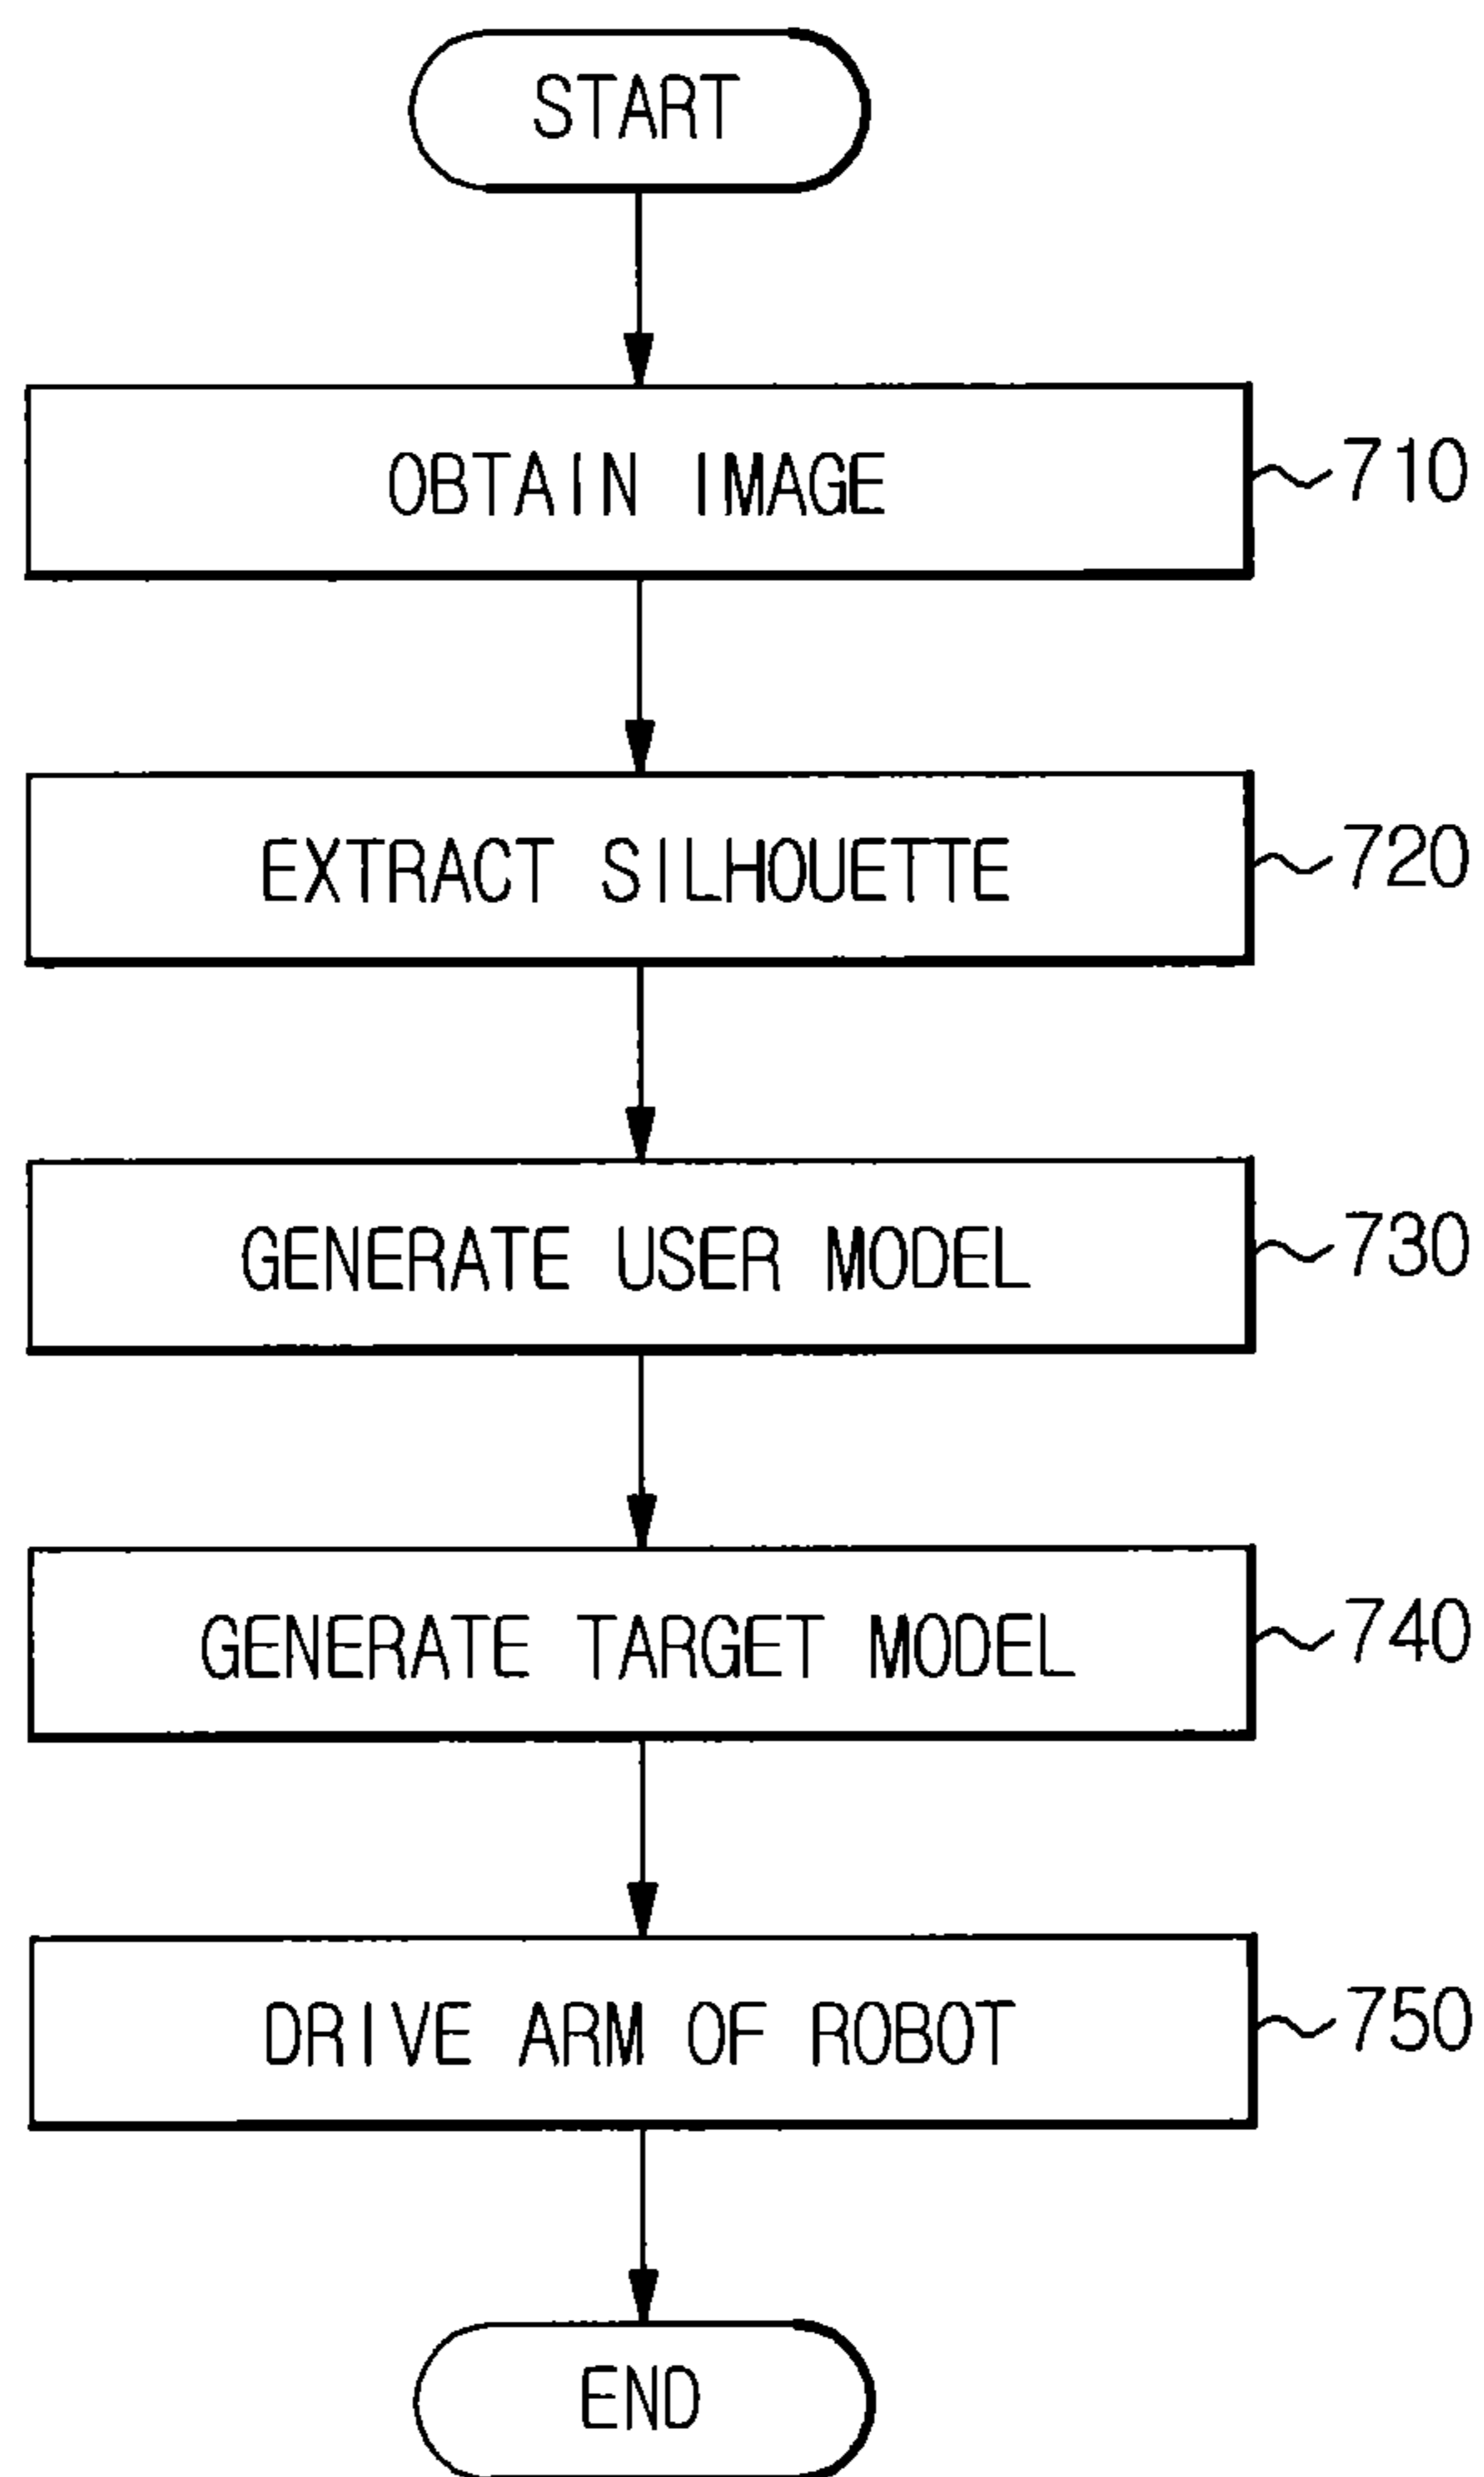 START
OBTAIN IMAGE
710
EXTRACT SILHOUETTE
720
GENERATE USER MODEL
730
GENERATE TARGET MODEL
740
DRIVE ARM OF ROBOT
750
END